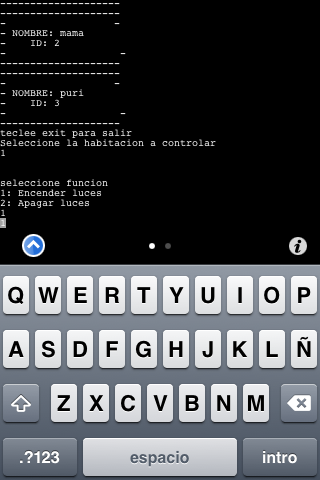 --------------------
--------------------
-                  -
- NOMBRE: mama
-    ID: 2
-                   -
--------------------
--------------------
-                  -
- NOMBRE: puri
-    ID: 3
-                   -
--------------------
teclee exit para salir
Seleccione la habitacion a controlar
1
seleccione funcion
1: Encender luces
2: Apagar luces
1
1
i
Q W E R T Y U I O P
A S D F G H J K L Ñ
Z X C V B N M
.?123 espacio intro